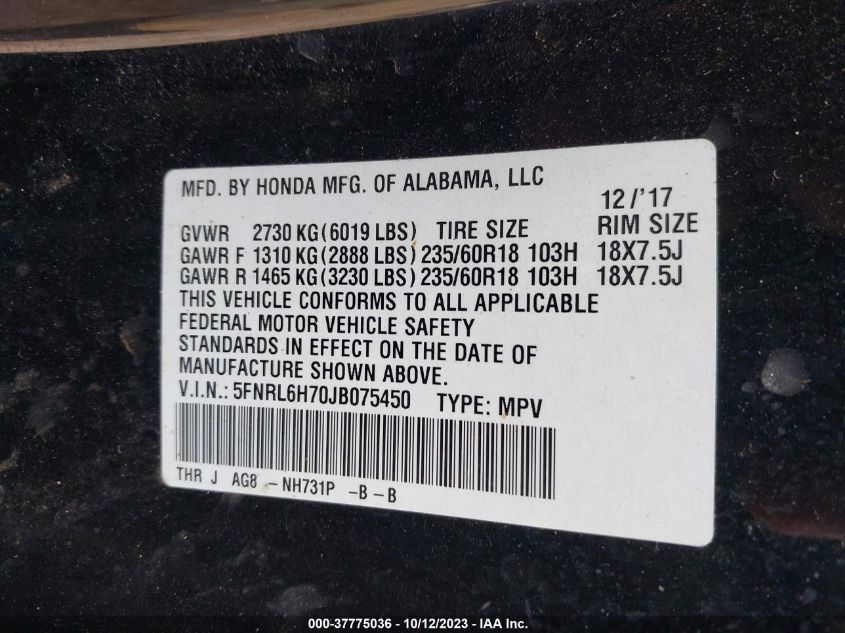 MFD. BY HONDA MFG. OF ALABAMA, LLC
12/'17
GVWR 2730 KG(6019 LBS) TIRE SIZE RIM SIZE
GAWR F 1310 KG(2888 LBS) 235/60R18 103H 18X7.5J
GAWR R 1465 KG(3230 LBS) 235/60R18 103H 18X7.5J
THIS VEHICLE CONFORMS TO ALL APPLICABLE
FEDERAL MOTOR VEHICLE SAFETY
STANDARDS IN EFFECT ON THE DATE OF
MANUFACTURE SHOWN ABOVE.
V.I.N.: 5FNRL6H70JB075450 TYPE: MPV
THR J AG8 -NH731P -B-B
000-37775036 - 10/12/2023 - IAA Inc.